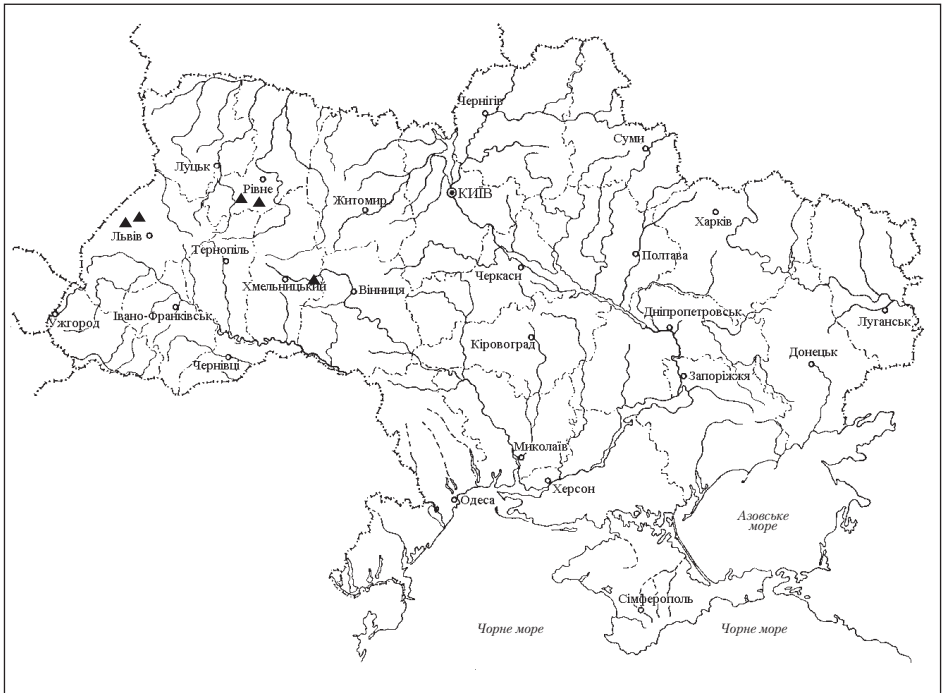 Чернігів
Суми
Луцьк
Рівне
КИЇВ
Житомир
Харків
Львів
Тернопіль
Полтава
Черкаси
Хмельницький
Вінниця
Ужгород
Івано-Франківськ
Дніпропетровськ
Луганськ
Кіровоград
Донецьк
Чернівці
Запоріжжя
Миколаїв
Херсон
Одеса
Азовське
море
Сімферополь
Чорне море
Чорне море